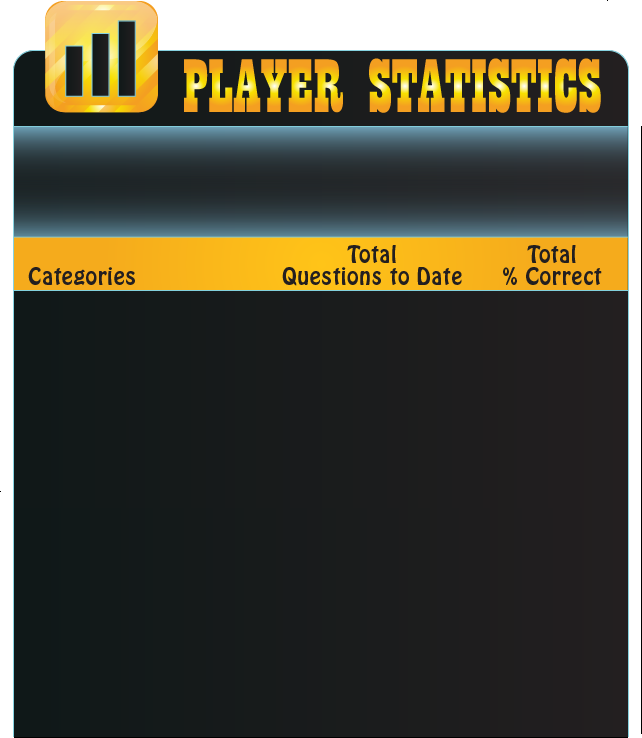 PLAYER STATISTICS
Total Total
Categories Questions to Date % Correct